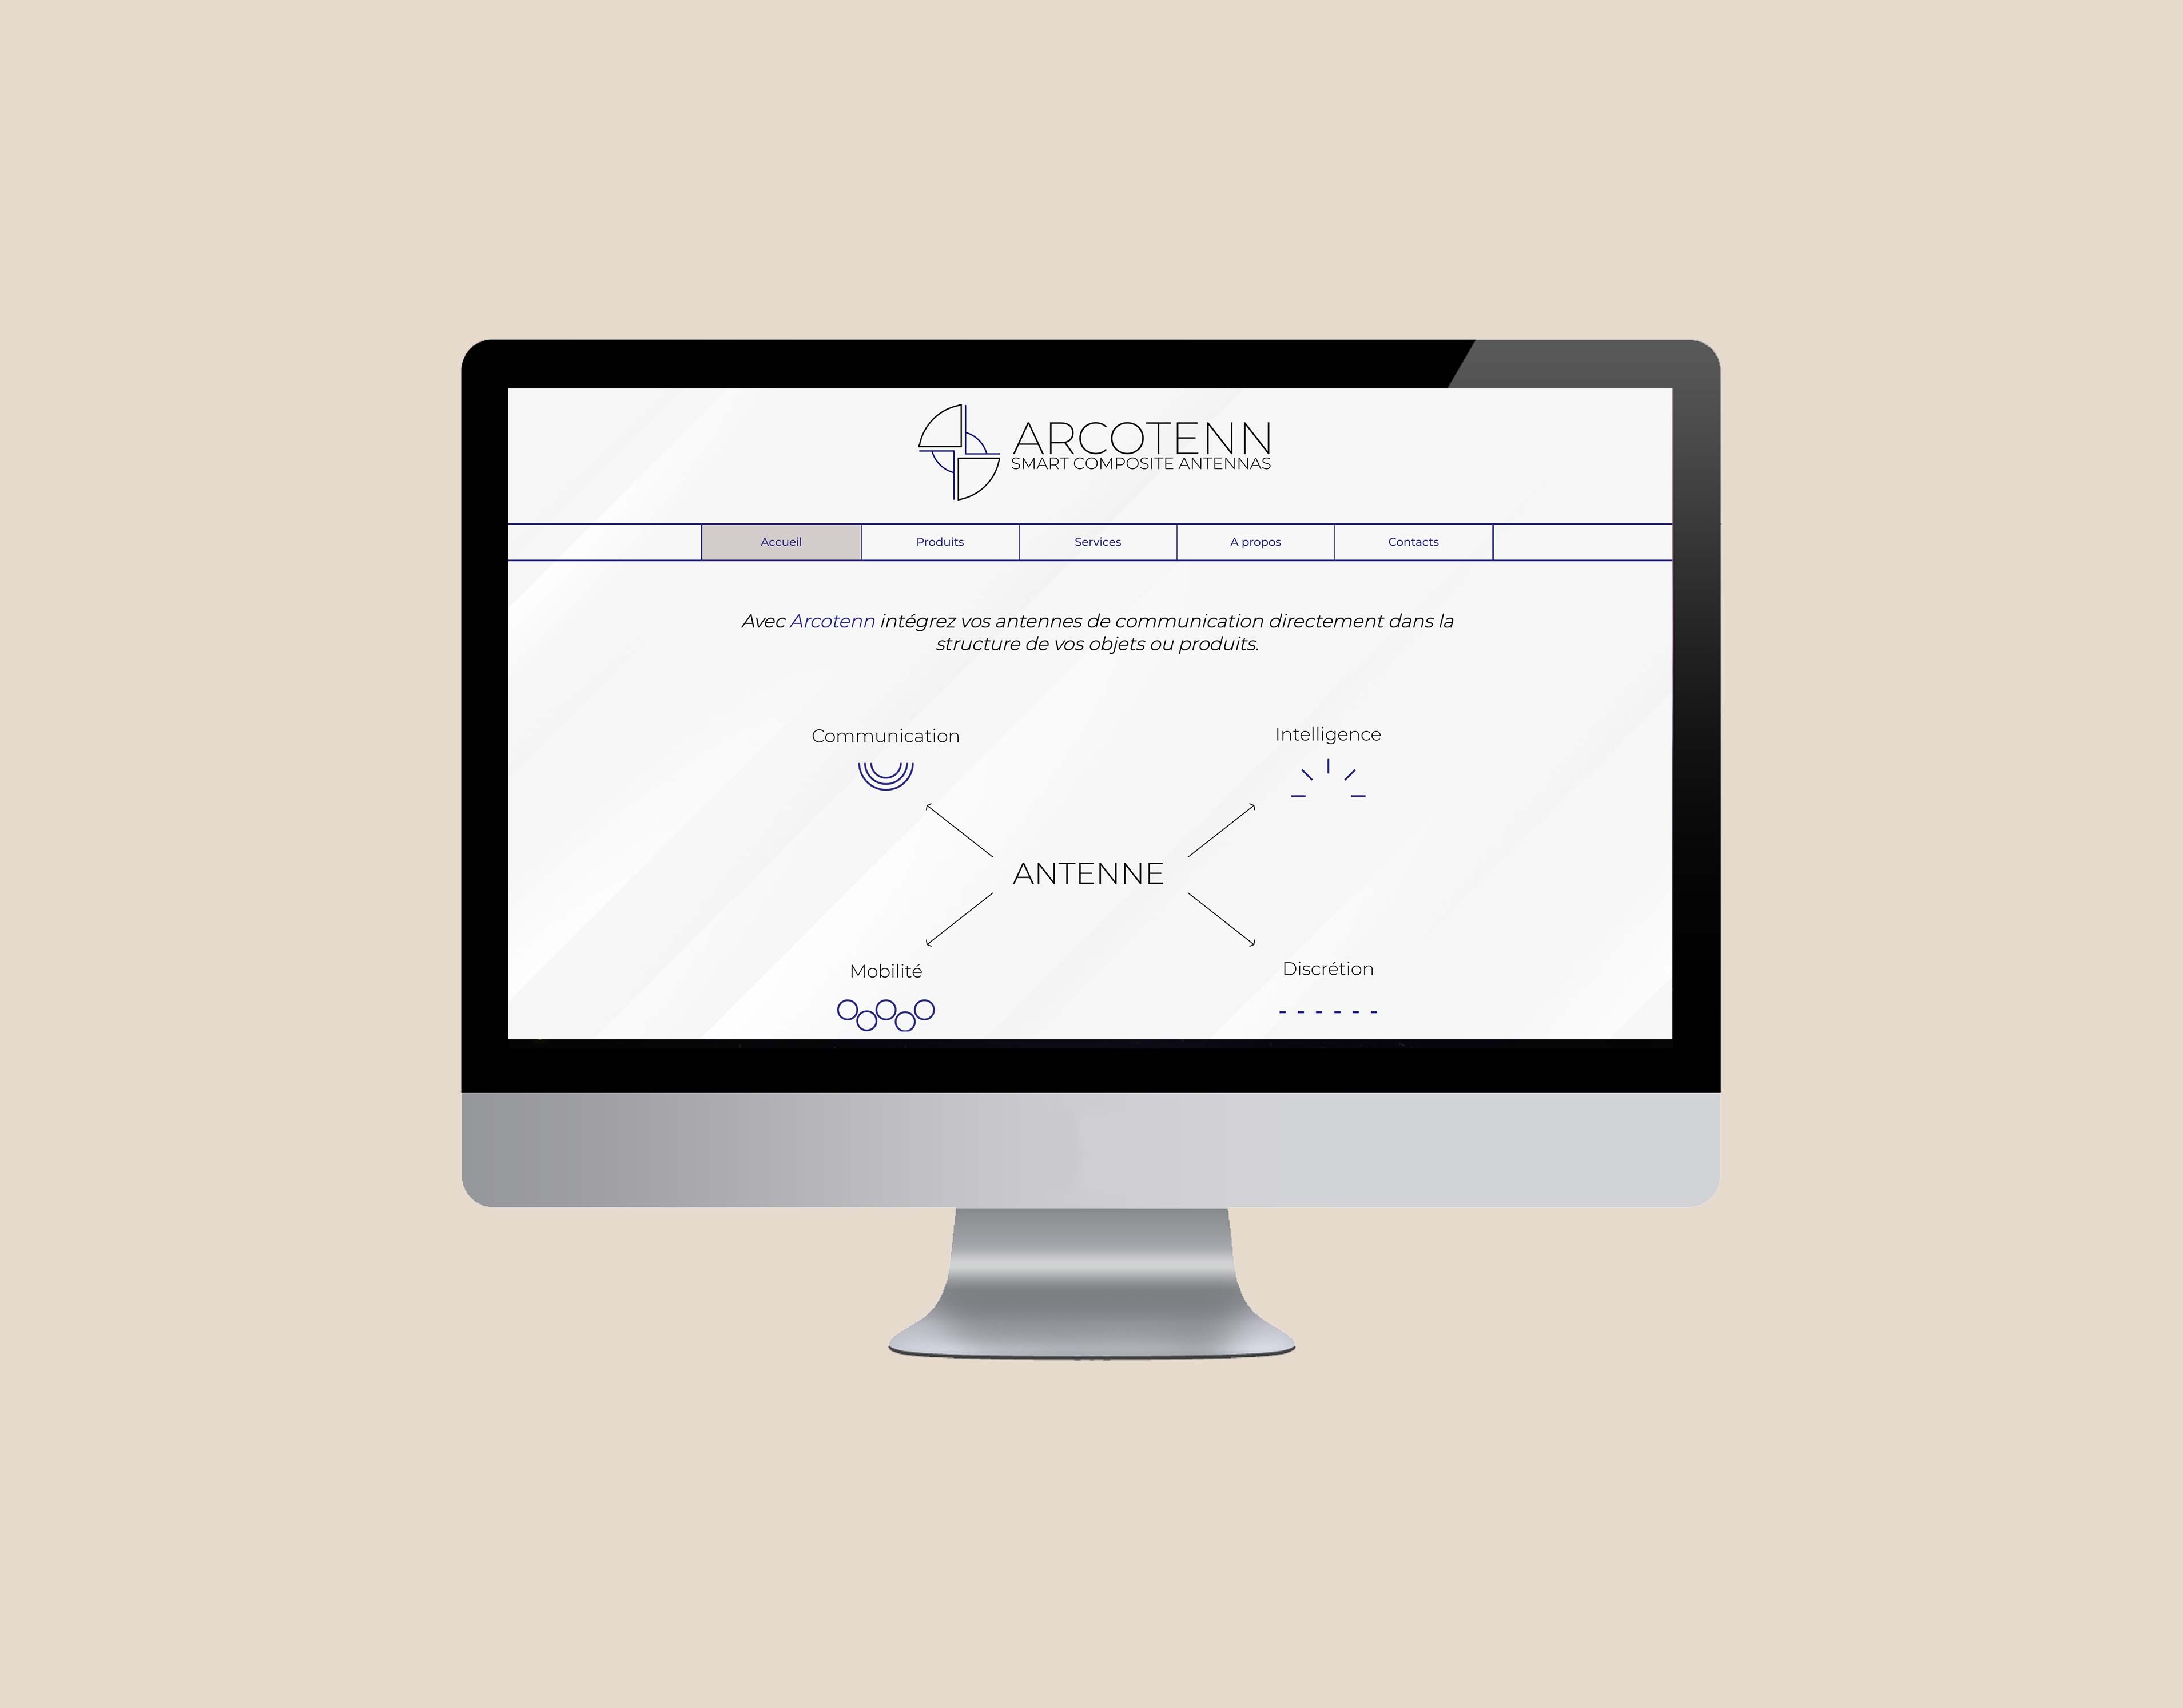 ARCOTENN
SMART COMPOSITE ANTENNAS
Accueil
Produits
Services
A propos
Contacts
Avec Arcotenn intégrez vos antennes de communication directement dans la
structure de vos objets ou produits.
Communication
Intelligence
ANTENNE
Mobilité
Discrétion